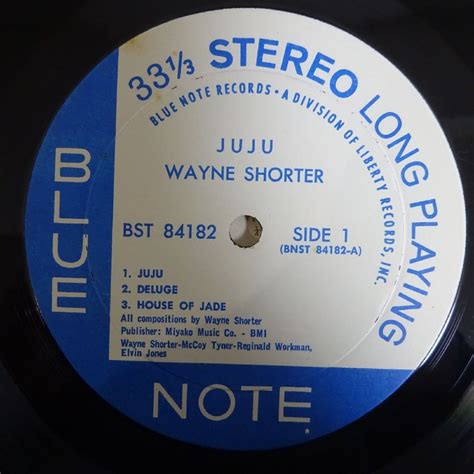 33⅓ STEREO LONG PLAYING
BLUE NOTE RECORDS • A DIVISION OF LIBERTY RECORDS, INC.
JUJU
WAYNE SHORTER
BST 84182
SIDE 1
(BNST 84182-A)
1. JUJU
2. DELUGE
3. HOUSE OF JADE
All compositions by Wayne Shorter
Publisher: Miyako Music Co. - BMI
Wayne Shorter-McCoy Tyner-Reginald Workman,
Elvin Jones
BLUE
NOTE